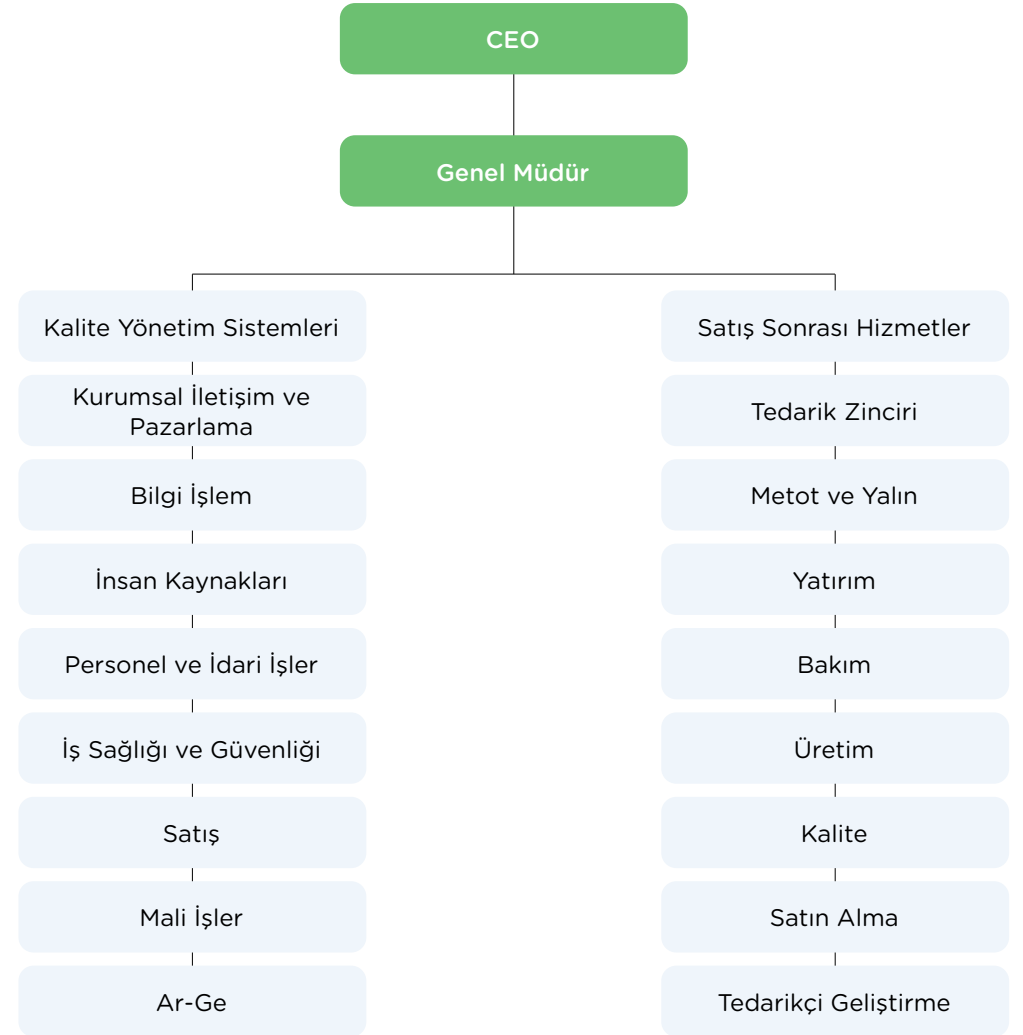 CEO
Genel Müdür
Kalite Yönetim Sistemleri
Kurumsal İletişim ve
Pazarlama
Bilgi İşlem
İnsan Kaynakları
Personel ve İdari İşler
İş Sağlığı ve Güvenliği
Satış
Mali İşler
Ar-Ge
Satış Sonrası Hizmetler
Tedarik Zinciri
Metot ve Yalın
Yatırım
Bakım
Üretim
Kalite
Satın Alma
Tedarikçi Geliştirme